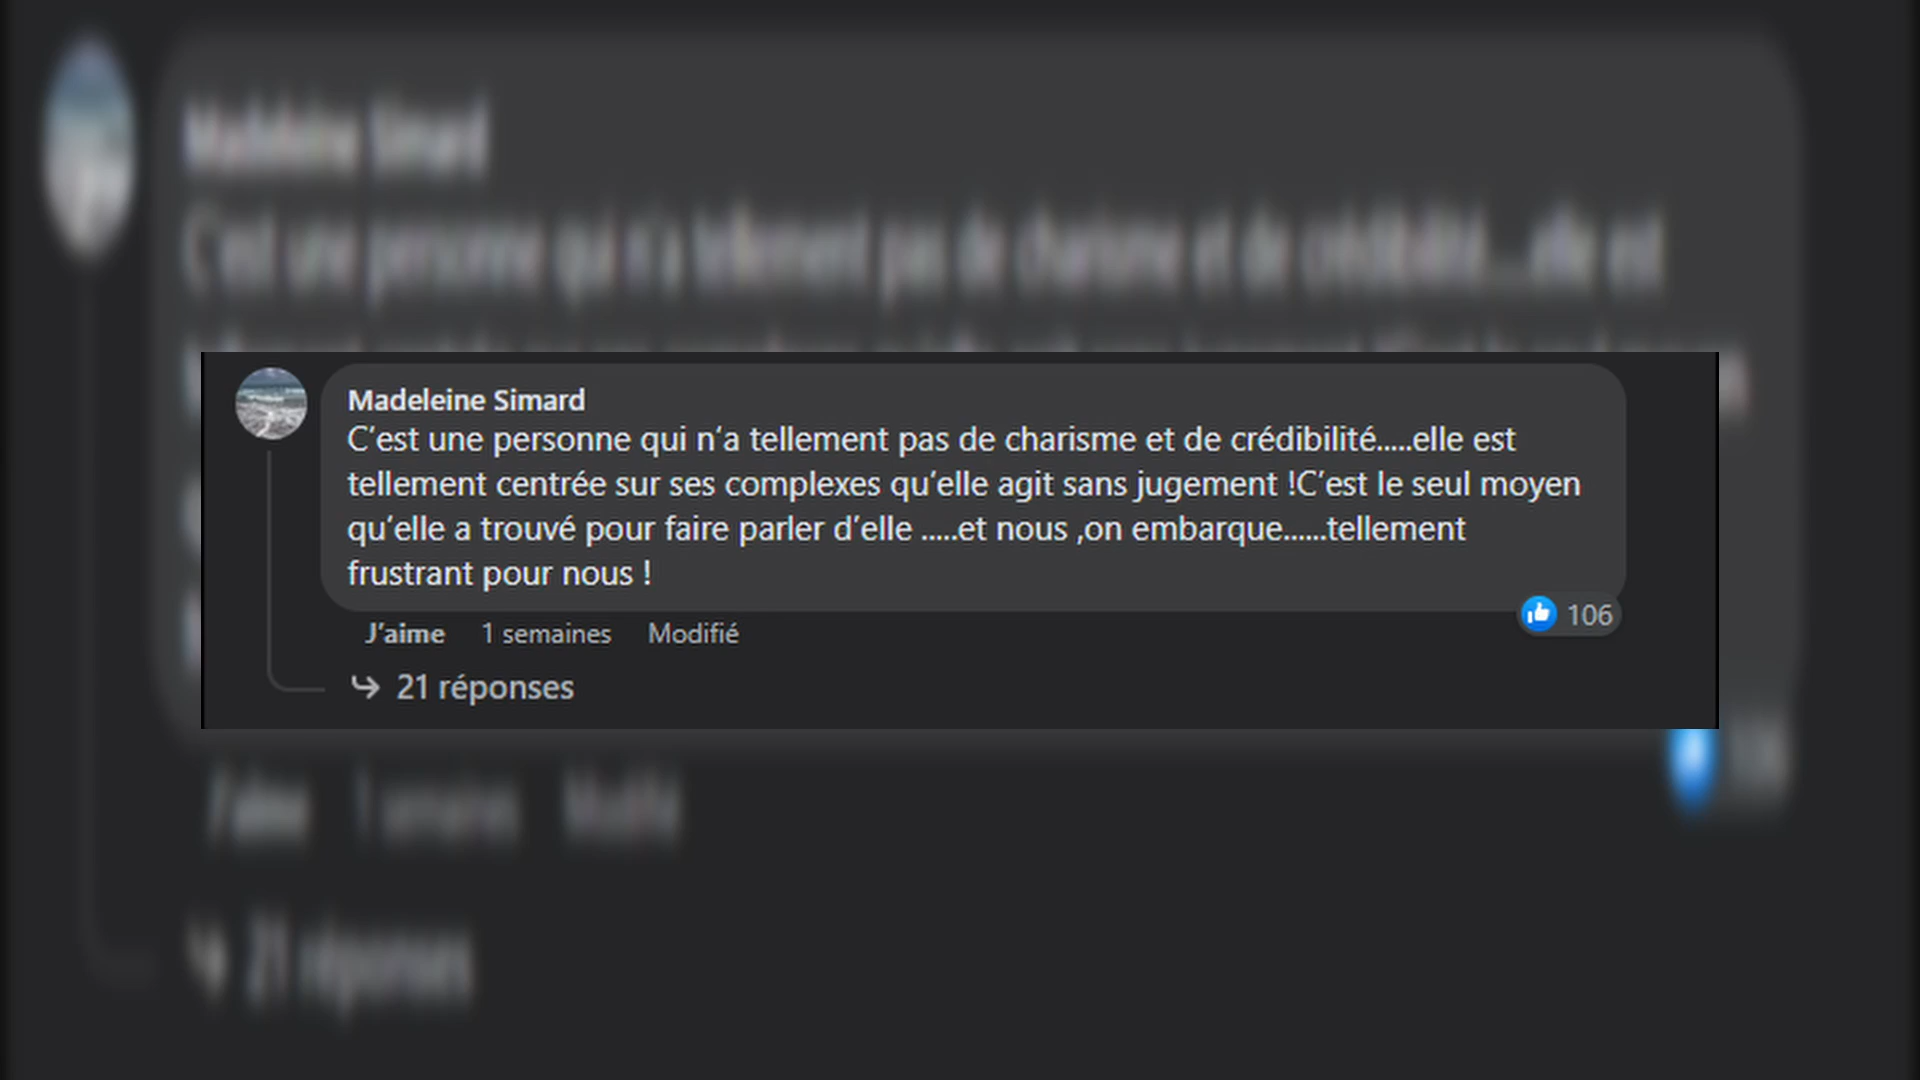 Madeleine Simard
C’est une personne qui n’a tellement pas de charisme et de crédibilité.....elle est
tellement centrée sur ses complexes qu’elle agit sans jugement !C’est le seul moyen
qu’elle a trouvé pour faire parler d’elle .....et nous ,on embarque......tellement
frustrant pour nous !
106
J’aime 1 semaines Modifié
21 réponses